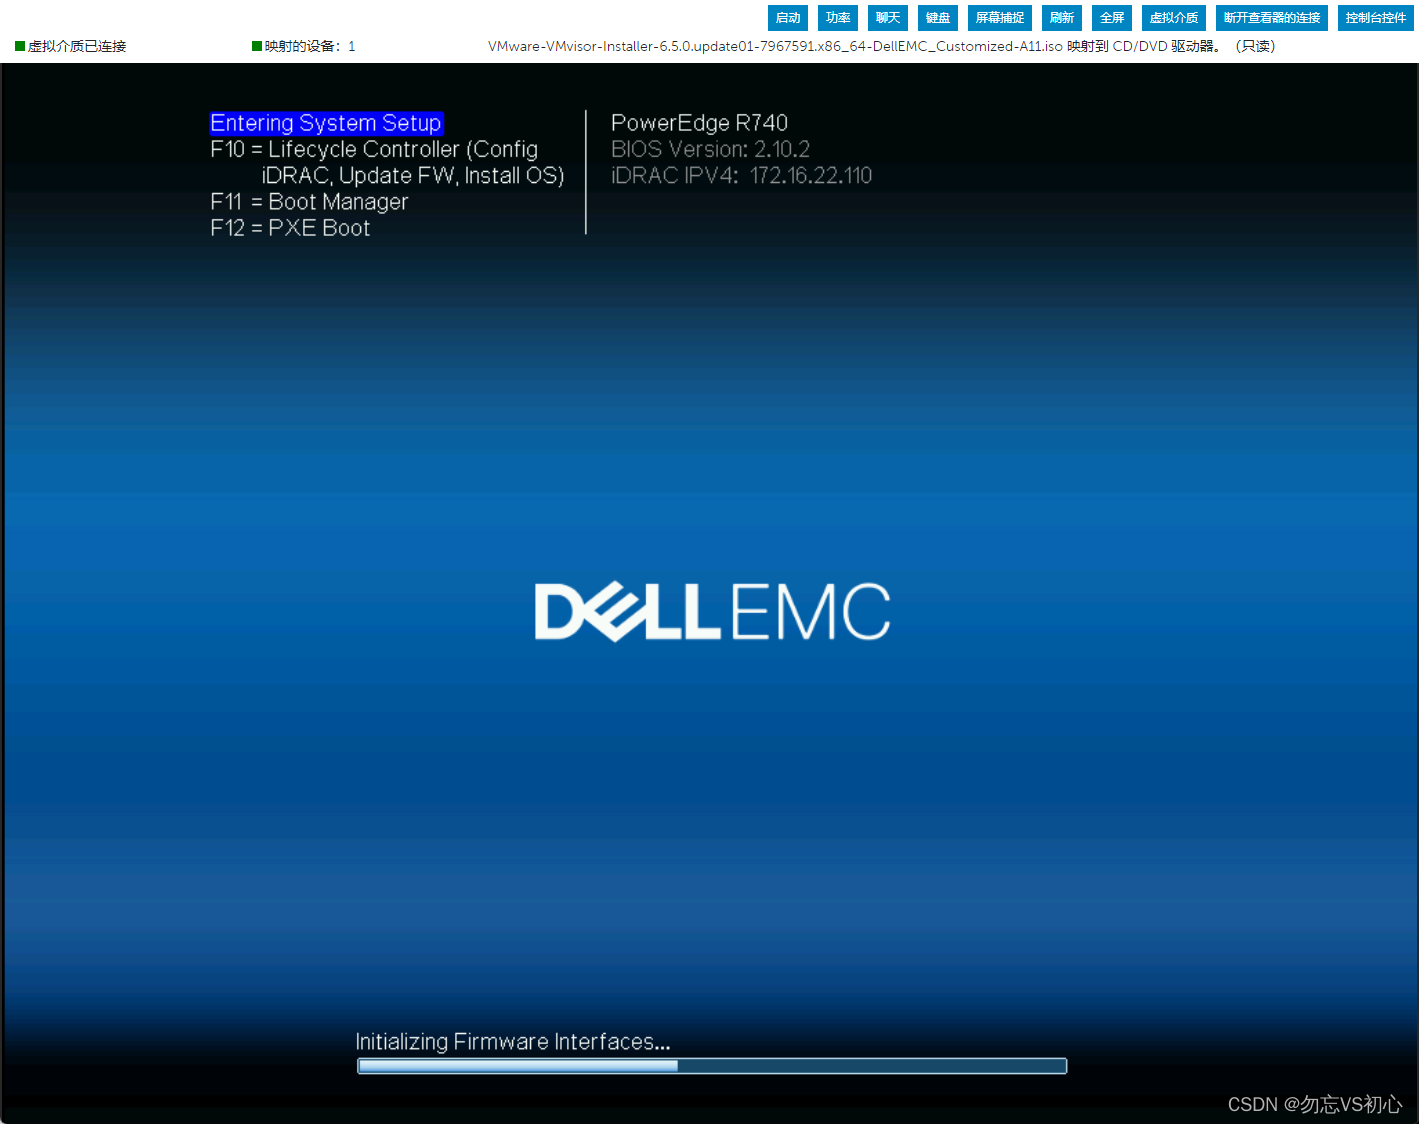 启动 功率 聊天 键盘 屏幕捕捉 刷新 全屏 虚拟介质 断开查看器的连接 控制台控件
虚拟介质已连接 映射的设备：1 VMware-VMvisor-Installer-6.5.0.update01-7967591.x86_64-DellEMC_Customized-A11.iso 映射到 CD/DVD 驱动器。（只读）
Entering System Setup
F10 = Lifecycle Controller (Config
iDRAC, Update FW, Install OS)
F11 = Boot Manager
F12 = PXE Boot
PowerEdge R740
BIOS Version: 2.10.2
iDRAC IPV4: 172.16.22.110
DELLEMC
Initializing Firmware Interfaces...
CSDN @勿忘VS初心